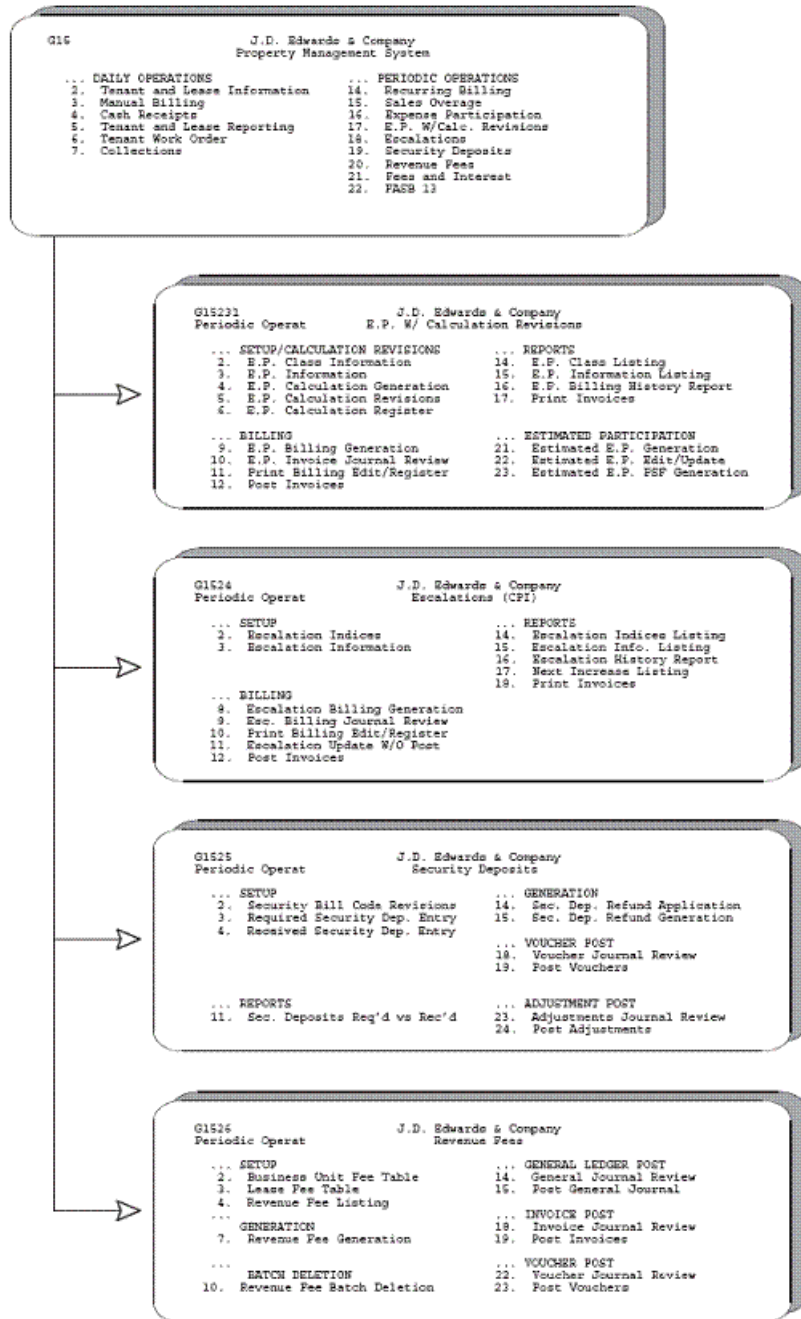 G15 J.D. Edwards & Company
Property Management System
... DAILY OPERATIONS ... PERIODIC OPERATIONS
2. Tenant and Lease Information 14. Recurring Billing
3. Manual Billing 15. Sales Overage
4. Cash Receipts 16. Expense Participation
5. Tenant and Lease Reporting 17. E.P. W/Calc. Revisions
6. Tenant Work Order 18. Escalations
7. Collections 19. Security Deposits
20. Revenue Fees
21. Fees and Interest
22. FASB 13
G15231 J.D. Edwards & Company
Periodic Operat E.P. W/ Calculation Revisions
... SETUP/CALCULATION REVISIONS ... REPORTS
2. E.P. Class Information 14. E.P. Class Listing
3. E.P. Information 15. E.P. Information Listing
4. E.P. Calculation Generation 16. E.P. Billing History Report
5. E.P. Calculation Revisions 17. Print Invoices
6. E.P. Calculation Register
... BILLING ... ESTIMATED PARTICIPATION
9. E.P. Billing Generation 21. Estimated E.P. Generation
10. E.P. Invoice Journal Review 22. Estimated E.P. Edit/Update
11. Print Billing Edit/Register 23. Estimated E.P. PSF Generation
12. Post Invoices
G1524 J.D. Edwards & Company
Periodic Operat Escalations (CPI)
... SETUP ... REPORTS
2. Escalation Indices 14. Escalation Indices Listing
3. Escalation Information 15. Escalation Info. Listing
16. Escalation History Report
17. Next Increase Listing
18. Print Invoices
... BILLING
8. Escalation Billing Generation
9. Esc. Billing Journal Review
10. Print Billing Edit/Register
11. Escalation Update W/O Post
12. Post Invoices
G1525 J.D. Edwards & Company
Periodic Operat Security Deposits
... SETUP ... GENERATION
2. Security Bill Code Revisions 14. Sec. Dep. Refund Application
3. Required Security Dep. Entry 15. Sec. Dep. Refund Generation
4. Received Security Dep. Entry
... VOUCHER POST
18. Voucher Journal Review
19. Post Vouchers
... REPORTS ... ADJUSTMENT POST
11. Sec. Deposits Req'd vs Rec'd 23. Adjustments Journal Review
24. Post Adjustments
G1526 J.D. Edwards & Company
Periodic Operat Revenue Fees
... SETUP ... GENERAL LEDGER POST
2. Business Unit Fee Table 14. General Journal Review
3. Lease Fee Table 15. Post General Journal
4. Revenue Fee Listing
... ... INVOICE POST
GENERATION 18. Invoice Journal Review
7. Revenue Fee Generation 19. Post Invoices
... ... VOUCHER POST
BATCH DELETION 22. Voucher Journal Review
10. Revenue Fee Batch Deletion 23. Post Vouchers